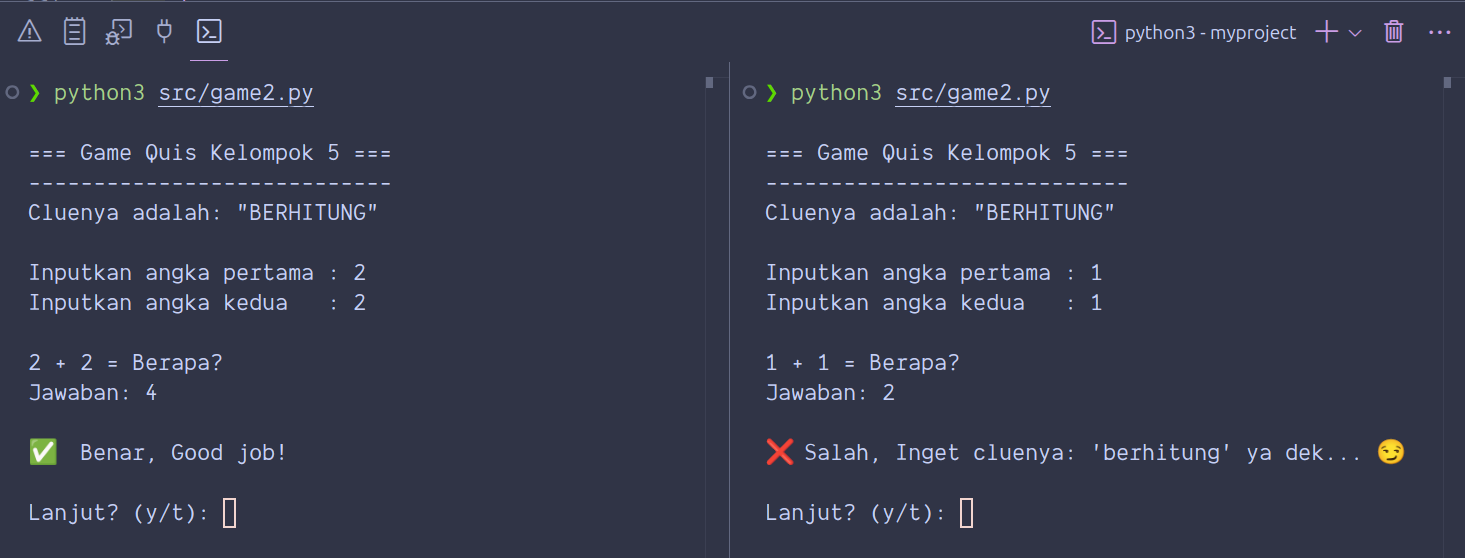 python3 - myproject
❯ python3 src/game2.py
=== Game Quis Kelompok 5 ===
----------------------------
Cluenya adalah: "BERHITUNG"
Inputkan angka pertama : 2
Inputkan angka kedua   : 2
2 + 2 = Berapa?
Jawaban: 4
✅ Benar, Good job!
Lanjut? (y/t):
❯ python3 src/game2.py
=== Game Quis Kelompok 5 ===
----------------------------
Cluenya adalah: "BERHITUNG"
Inputkan angka pertama : 1
Inputkan angka kedua   : 1
1 + 1 = Berapa?
Jawaban: 2
❌ Salah, Inget cluenya: 'berhitung' ya dek... 😏
Lanjut? (y/t):